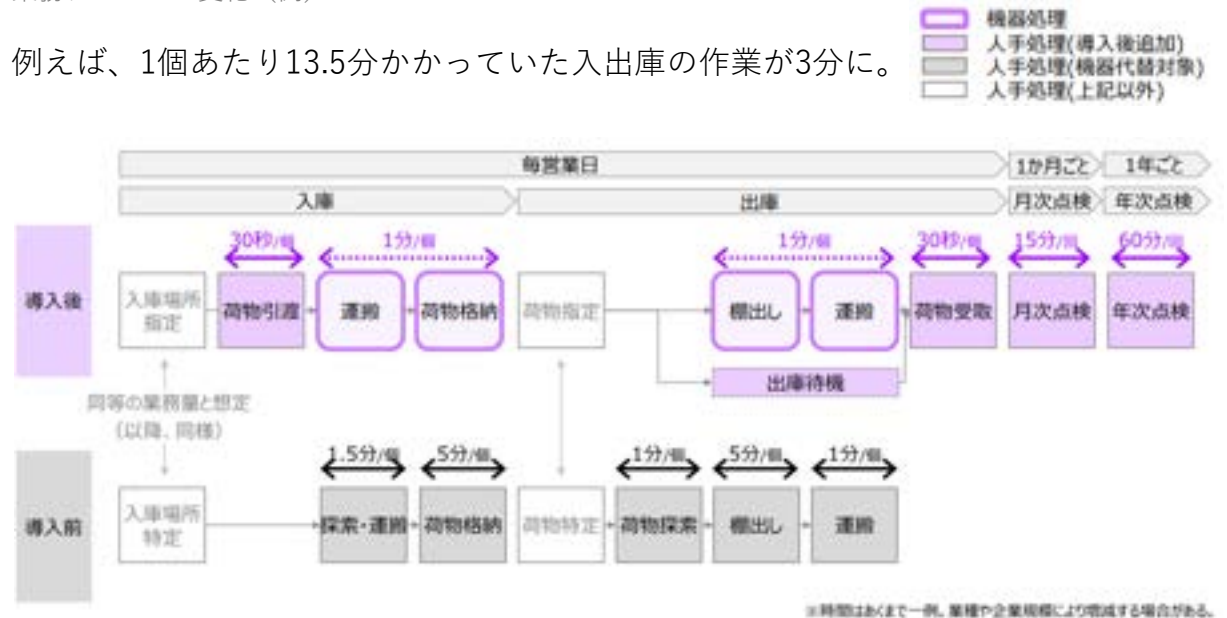 機器処理
人手処理(導入後追加)
人手処理(機器代替対象)
人手処理(上記以外)
例えば、1個あたり13.5分かかっていた入出庫の作業が3分に。
毎営業日
1か月ごと
1年ごと
入庫
出庫
月次点検
年次点検
30秒/個
1分/個
1分/個
30秒/個
15分/回
60分/回
導入後
入庫場所
指定
荷物引渡
運搬
荷物格納
荷物指定
棚出し
運搬
荷物受取
月次点検
年次点検
出庫待機
同等の業務量と想定
(以降、同様)
1.5分/個
5分/個
1分/個
5分/個
1分/個
導入前
入庫場所
特定
探索・運搬
荷物格納
荷物特定
荷物探索
棚出し
運搬
※時間はあくまで一例。業種や企業規模により増減する場合がある。